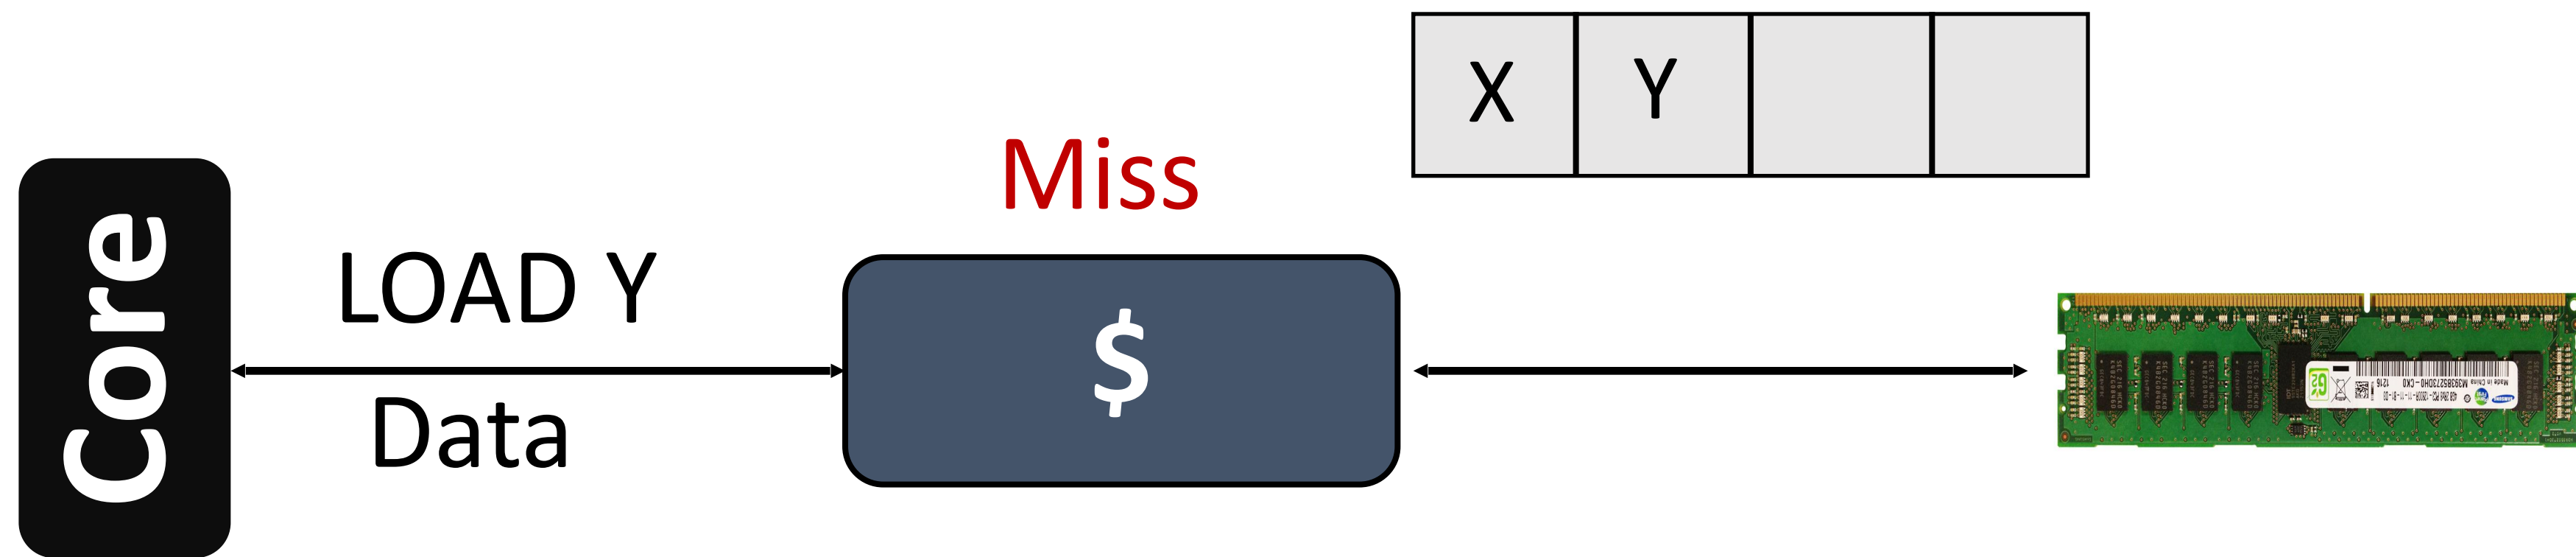 X Y
Miss
Core
LOAD Y
$
Data